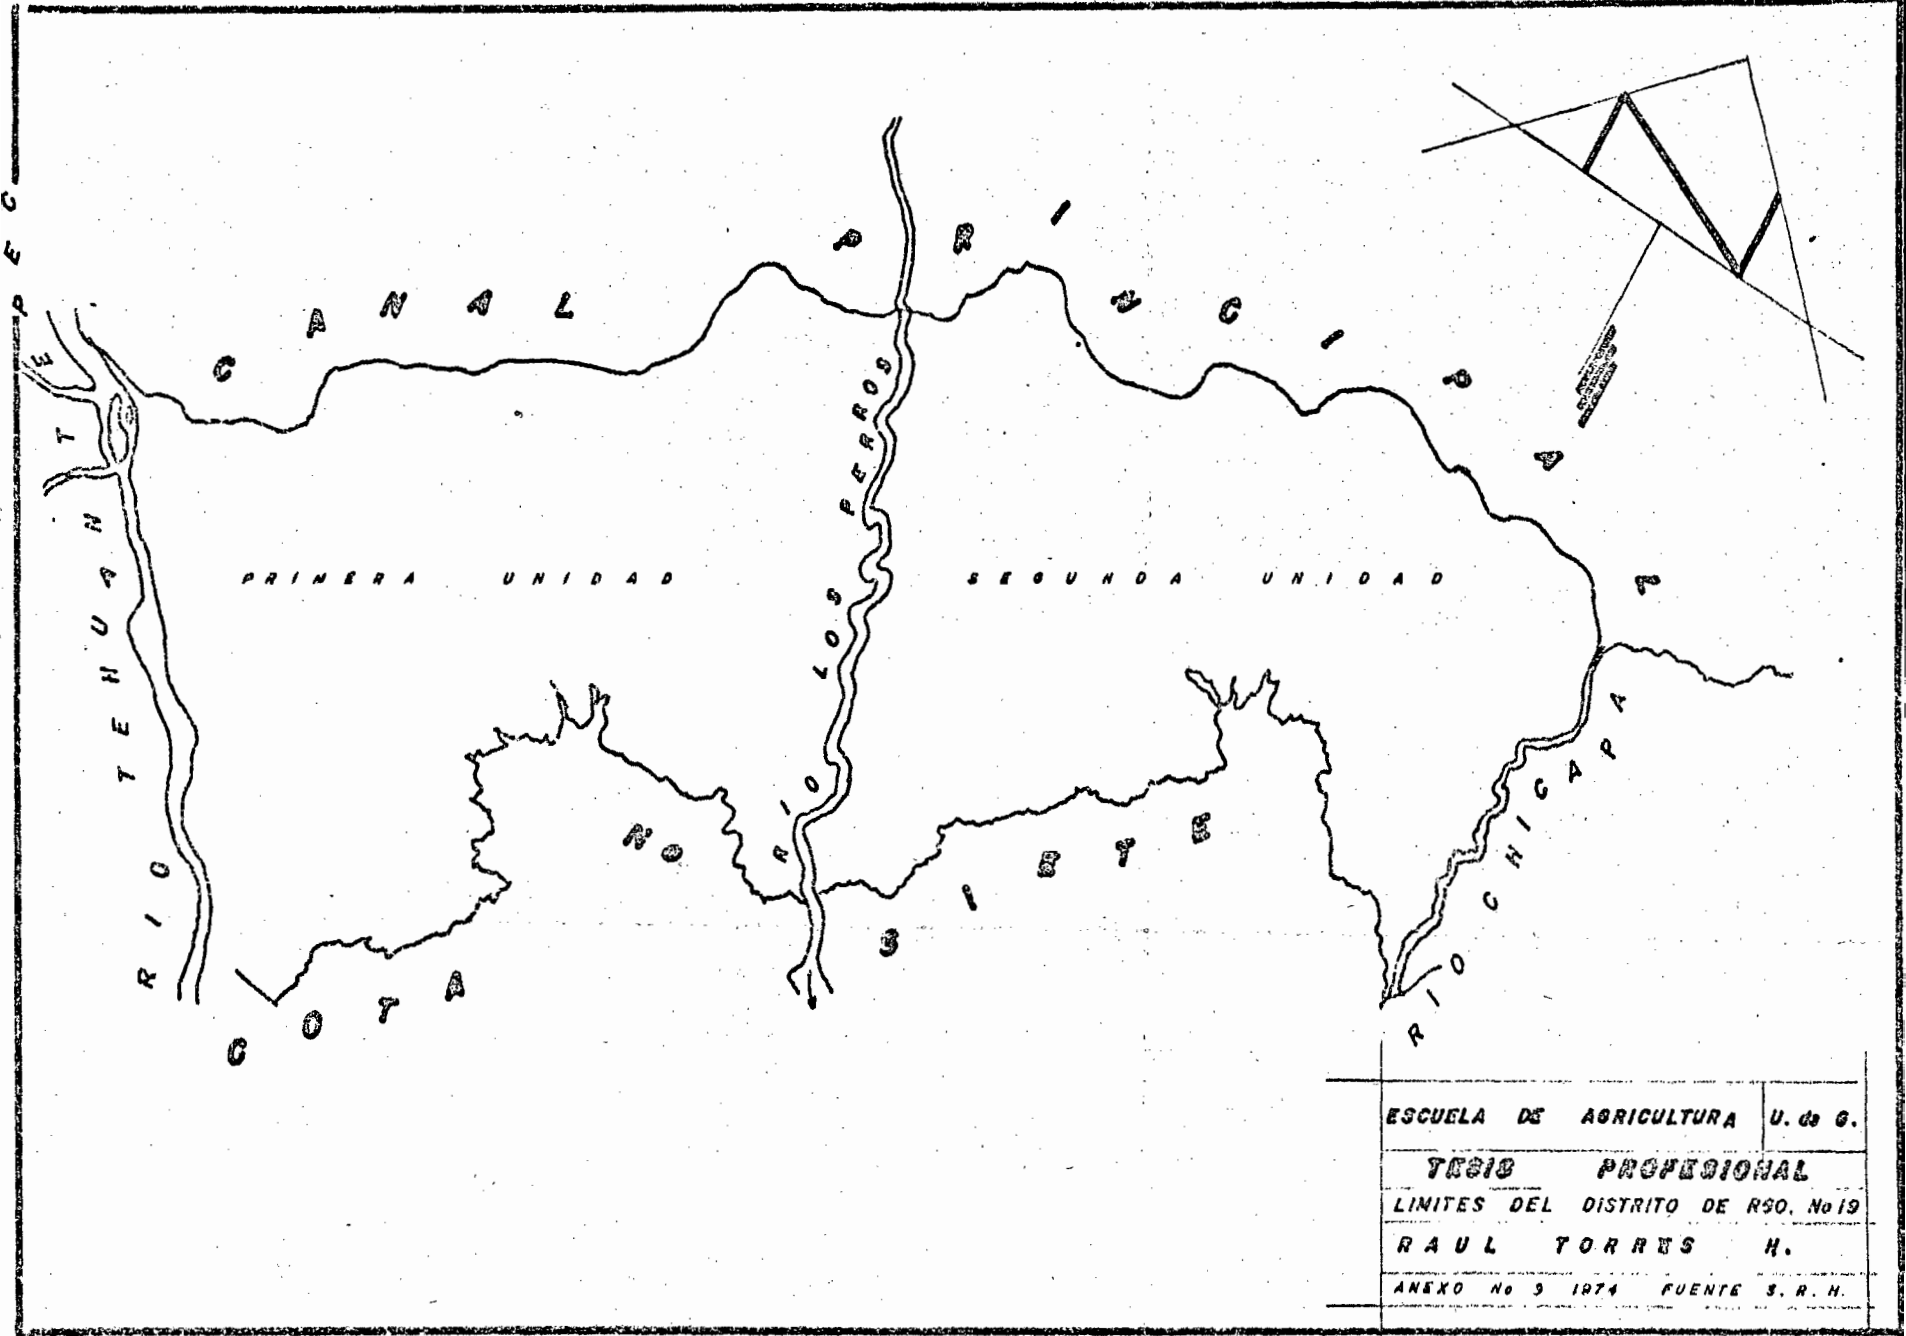 CANAL PRINCIPAL
RIO TEHUANTEPEC
RIO LOS PERROS
PRIMERA UNIDAD
SEGUNDA UNIDAD
RIO CHICAPA
COTA No SIETE
N
ESCUELA DE AGRICULTURA U. de G.
TESIS PROFESIONAL
LIMITES DEL DISTRITO DE RGO. No 19
RAUL TORRES H.
ANEXO No 9 1974 FUENTE S. R. H.